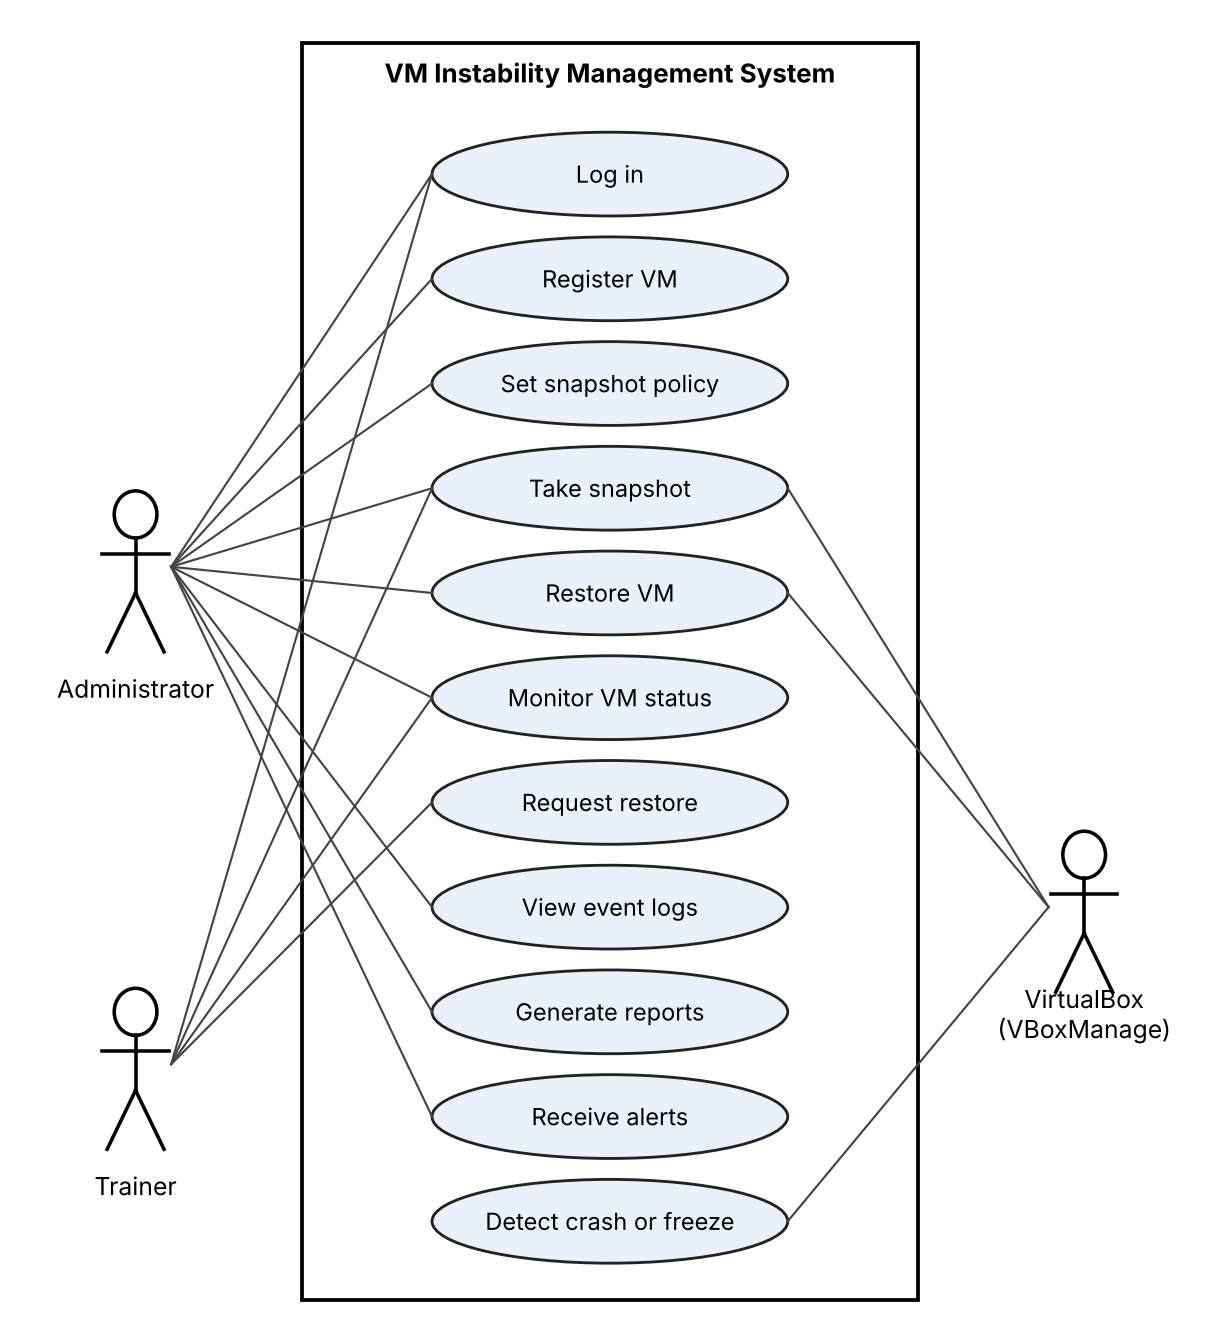 VM Instability Management System
Log in
Register VM
Set snapshot policy
Take snapshot
Restore VM
Administrator
Monitor VM status
Request restore
View event logs
VirtualBox
(VBoxManage)
Generate reports
Receive alerts
Trainer
Detect crash or freeze